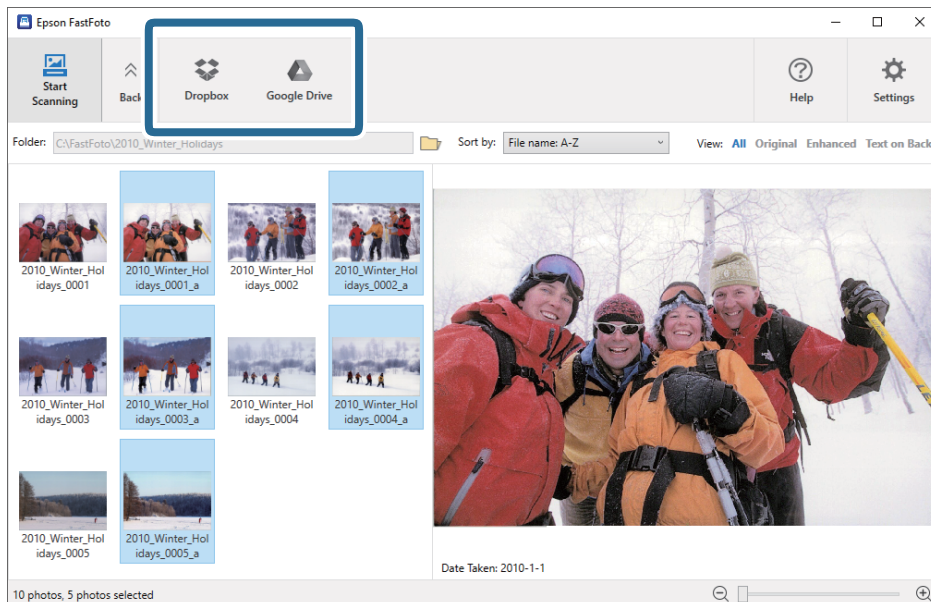 Epson FastFoto
Start
Scanning
Back
Dropbox
Google Drive
Help
Settings
Folder:
C:\FastFoto\2010_Winter_Holidays
Sort by:
File name: A-Z
View:
All
Original
Enhanced
Text on Back
2010_Winter_Hol
idays_0001
2010_Winter_Hol
idays_0001_a
2010_Winter_Hol
idays_0002
2010_Winter_Hol
idays_0002_a
2010_Winter_Hol
idays_0003
2010_Winter_Hol
idays_0003_a
2010_Winter_Hol
idays_0004
2010_Winter_Hol
idays_0004_a
2010_Winter_Hol
idays_0005
2010_Winter_Hol
idays_0005_a
Date Taken: 2010-1-1
10 photos, 5 photos selected